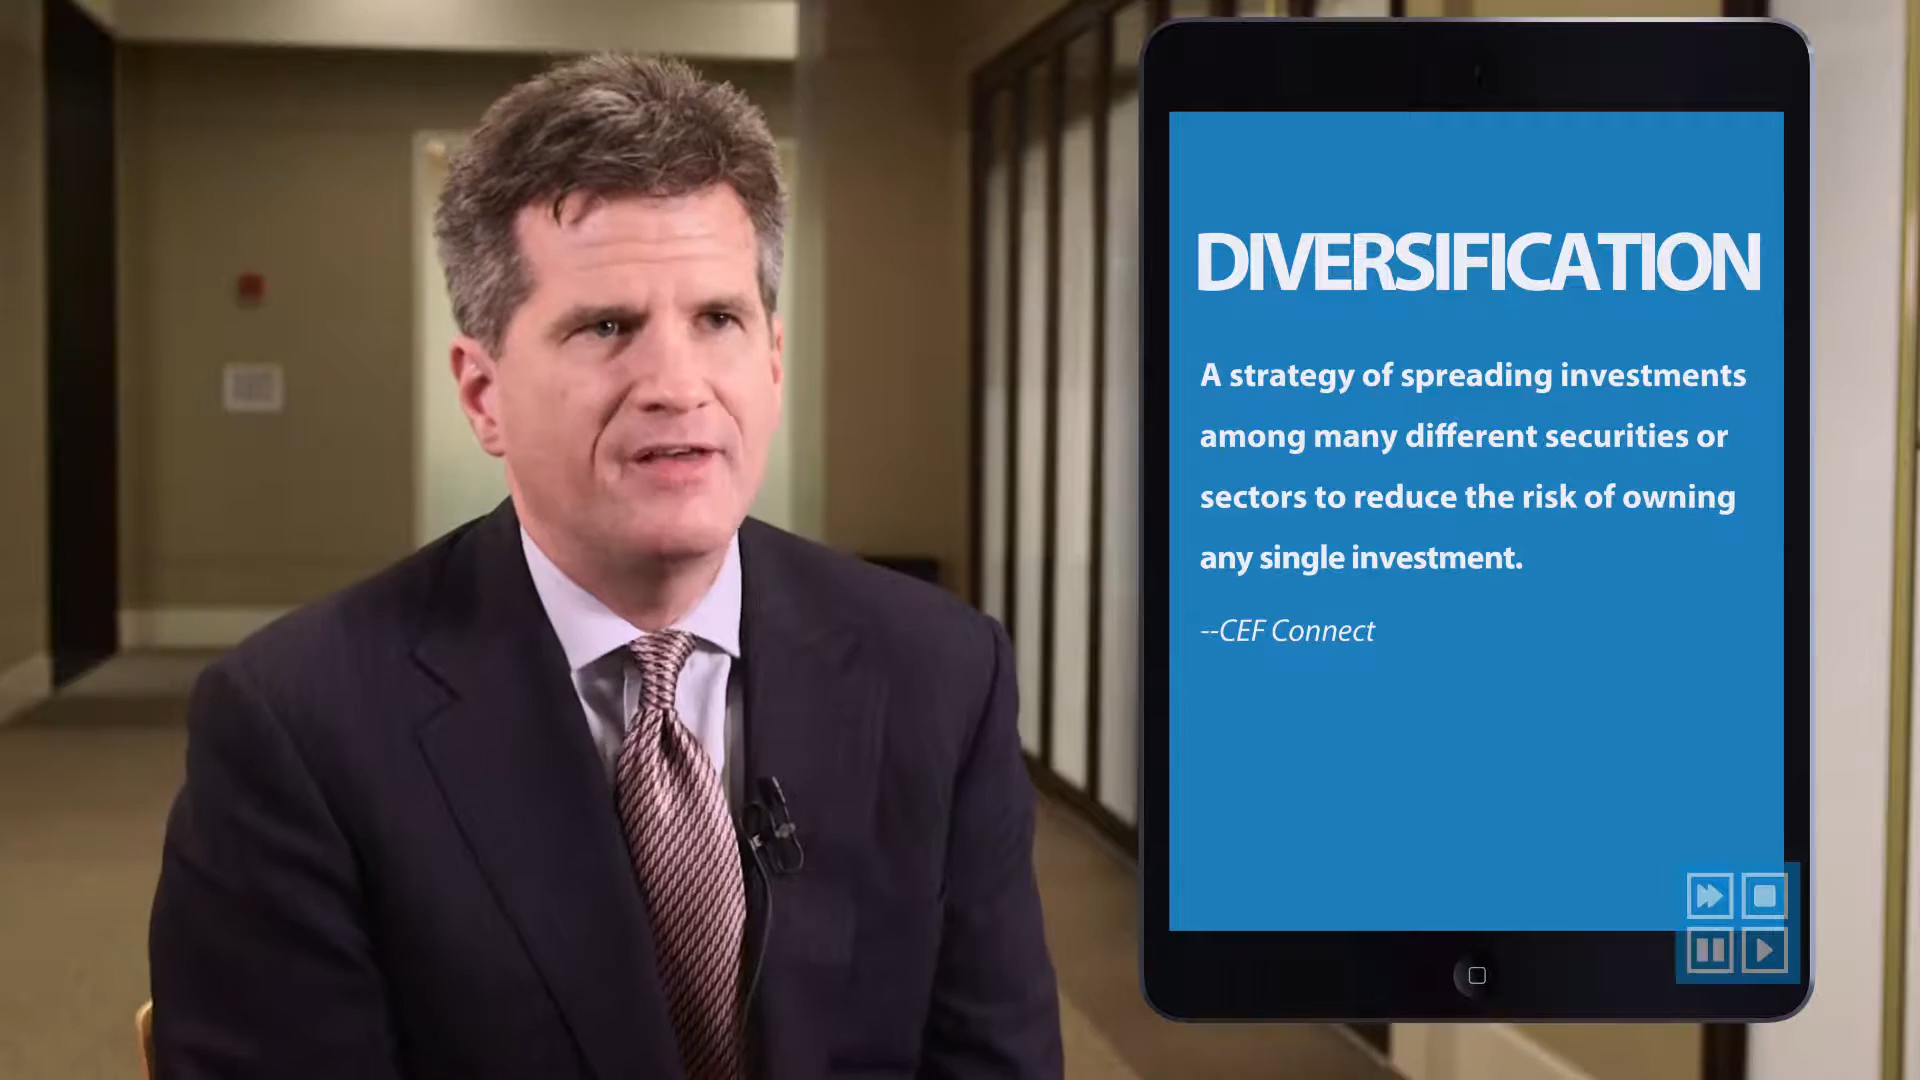 DIVERSIFICATION
A strategy of spreading investments
among many different securities or
sectors to reduce the risk of owning
any single investment.
--CEF Connect